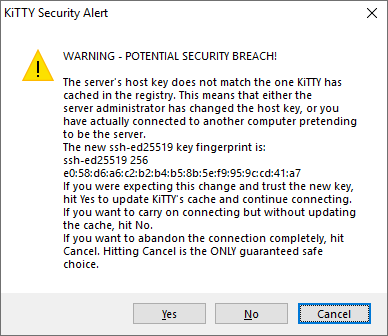 KiTTY Security Alert
WARNING - POTENTIAL SECURITY BREACH!
The server's host key does not match the one KiTTY has
cached in the registry. This means that either the
server administrator has changed the host key, or you
have actually connected to another computer pretending
to be the server.
The new ssh-ed25519 key fingerprint is:
ssh-ed25519 256
e0:58:d6:a6:c2:b2:b4:b5:8b:5e:f9:95:9c:cd:41:a7
If you were expecting this change and trust the new key,
hit Yes to update KiTTY's cache and continue connecting.
If you want to carry on connecting but without updating
the cache, hit No.
If you want to abandon the connection completely, hit
Cancel. Hitting Cancel is the ONLY guaranteed safe
choice.
Yes No Cancel